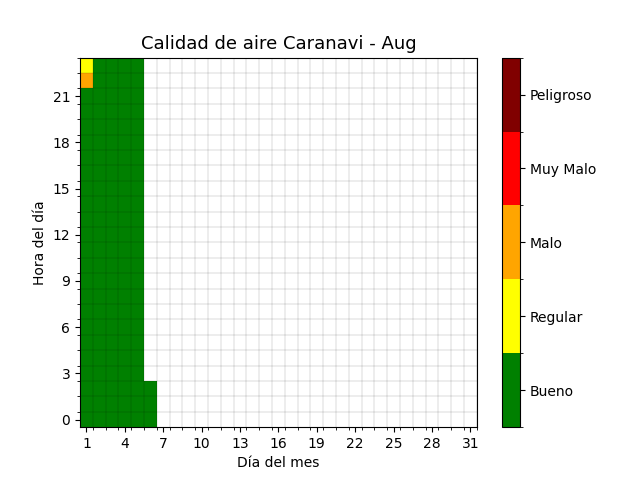 Calidad de aire Caranavi - Aug
Hora del día
21
18
15
12
9
6
3
0
1 4 7 10 13 16 19 22 25 28 31
Día del mes
Peligroso
Muy Malo
Malo
Regular
Bueno